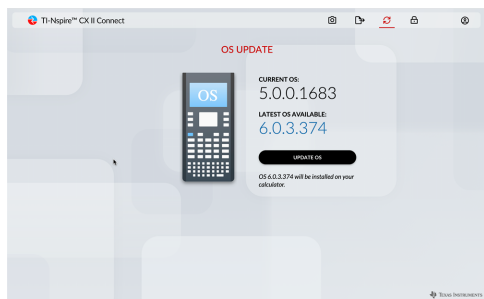 TI-Nspire™ CX II Connect
OS UPDATE
OS
CURRENT OS:
5.0.0.1683
LATEST OS AVAILABLE:
6.0.3.374
UPDATE OS
OS 6.0.3.374 will be installed on your
calculator.
TEXAS INSTRUMENTS